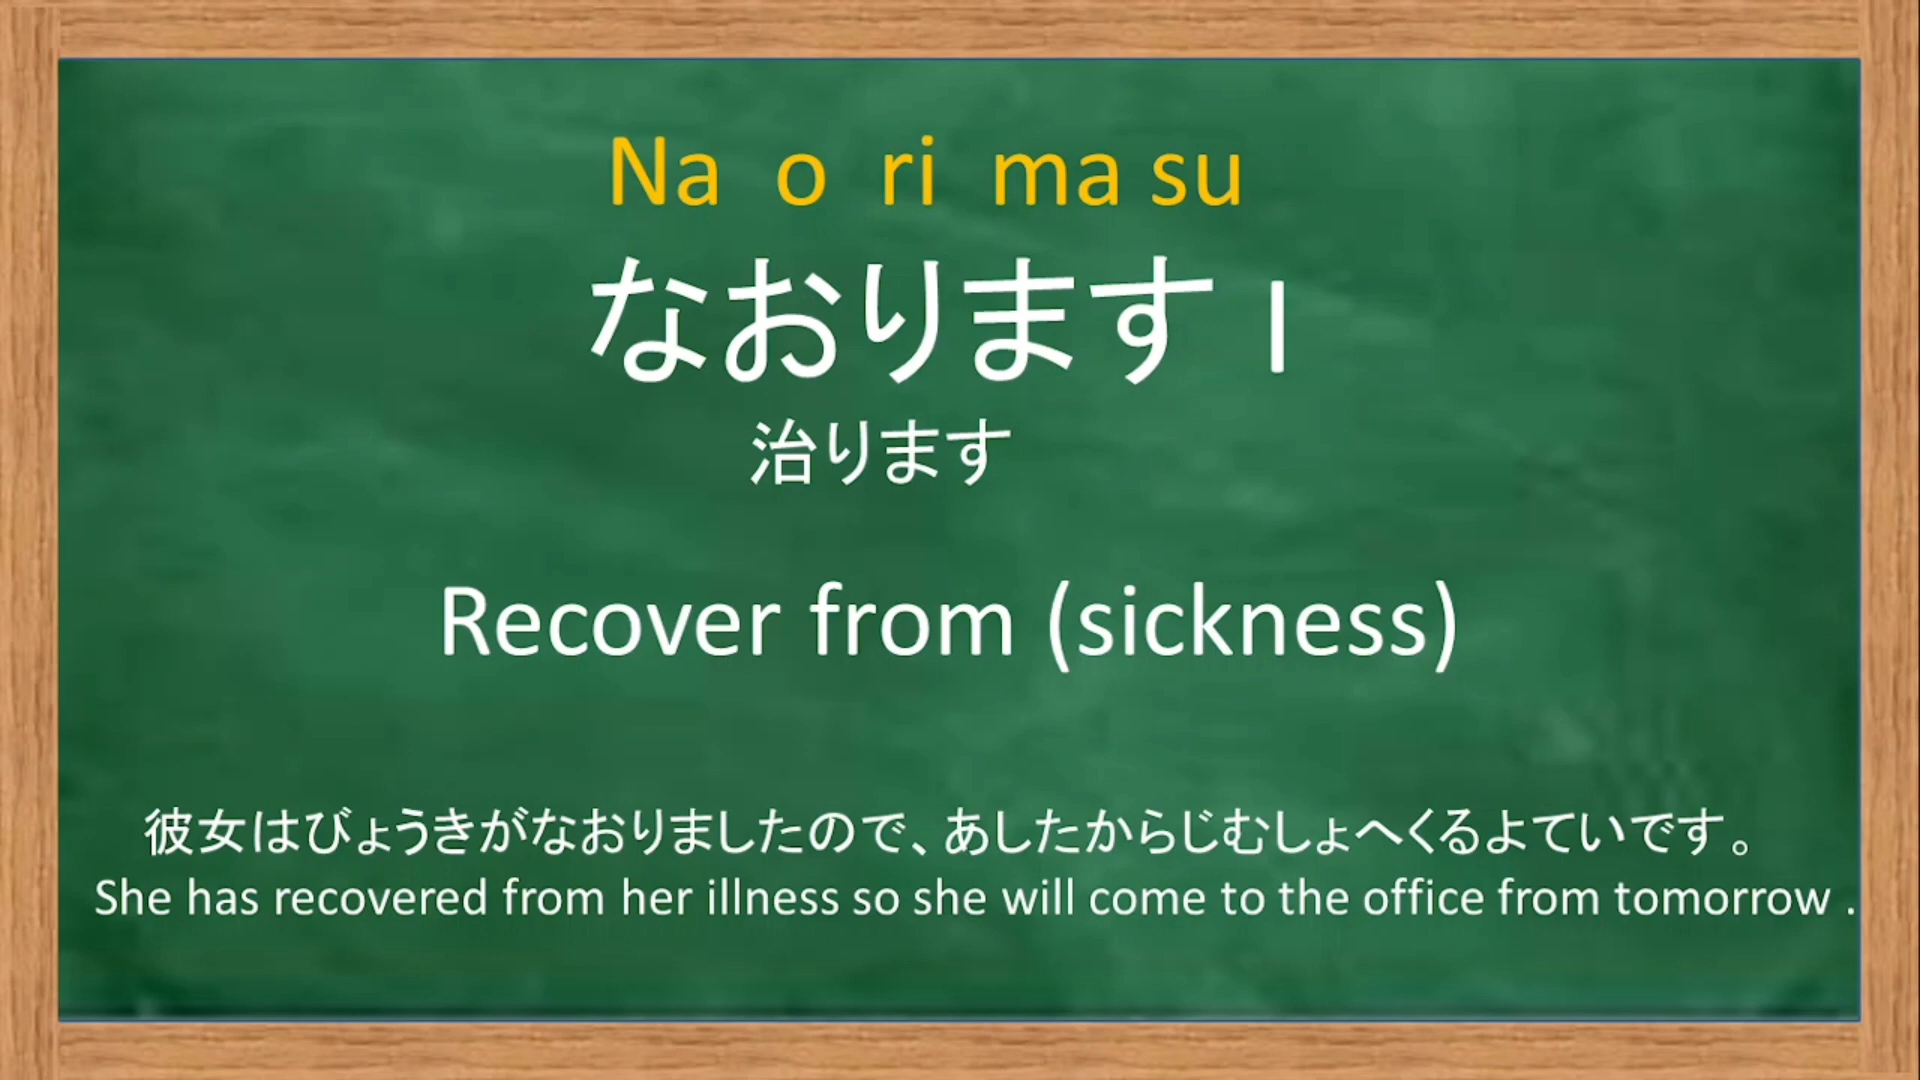 Na o ri ma su
なおります I
治ります
Recover from (sickness)
彼女はびょうきがなおりましたので、あしたからじむしょへくるよていです。
She has recovered from her illness so she will come to the office from tomorrow .